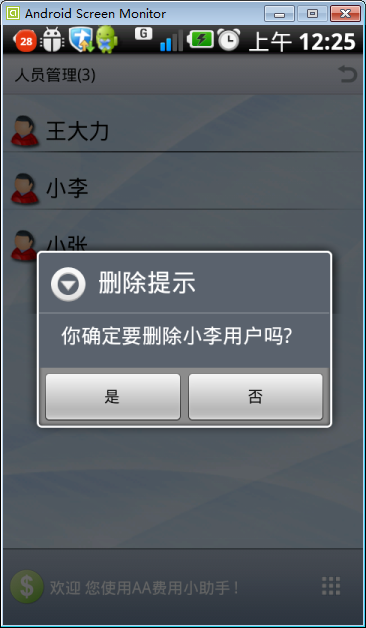 Android Screen Monitor
28 G 上午 12:25
人员管理(3)
王大力
小李
小张
删除提示
你确定要删除小李用户吗?
是
否
$
欢迎 您使用AA费用小助手！